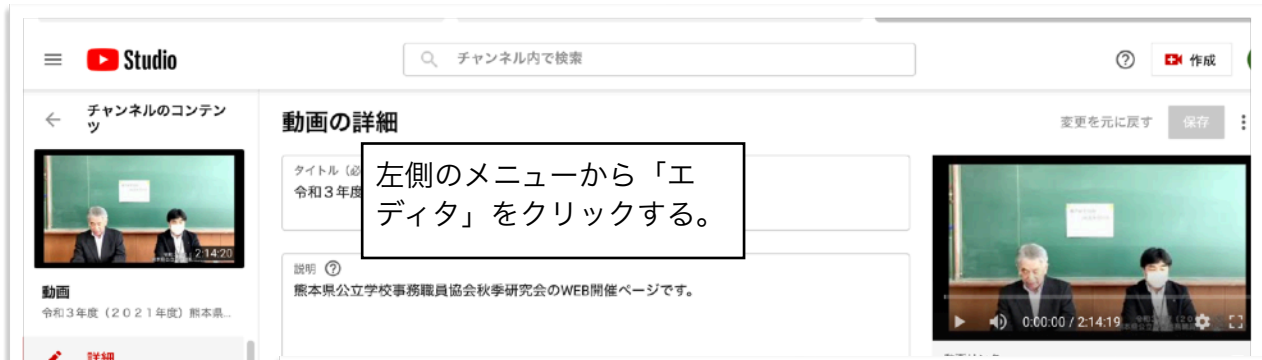 Studio
チャンネル内で検索
作成
チャンネルのコンテン
ツ
動画の詳細
変更を元に戻す
保存
タイトル（必
令和３年度
左側のメニューから「エ
ディタ」をクリックする。
2:14:20
説明
熊本県公立学校事務職員協会秋季研究会のWEB開催ページです。
動画
令和３年度（２０２１年度）熊本県...
0:00:00 / 2:14:19
詳細